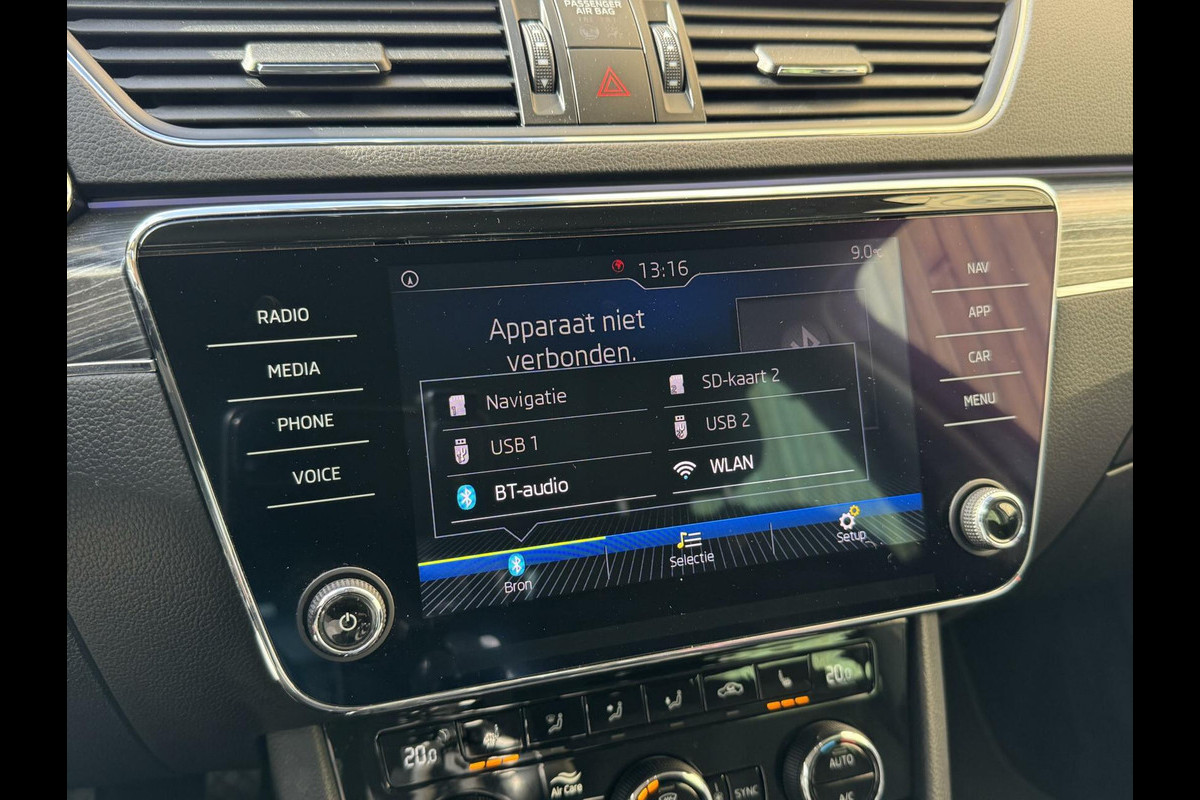 PASSENGER
AIR BAG
13:16
9.0°C
RADIO
MEDIA
PHONE
VOICE
NAV
APP
CAR
MENU
Apparaat niet
verbonden.
Navigatie
SD-kaart 2
USB 1
USB 2
BT-audio
WLAN
Bron
Selectie
Setup
20.0
20.0
Air Care
SYNC
AUTO
A/C